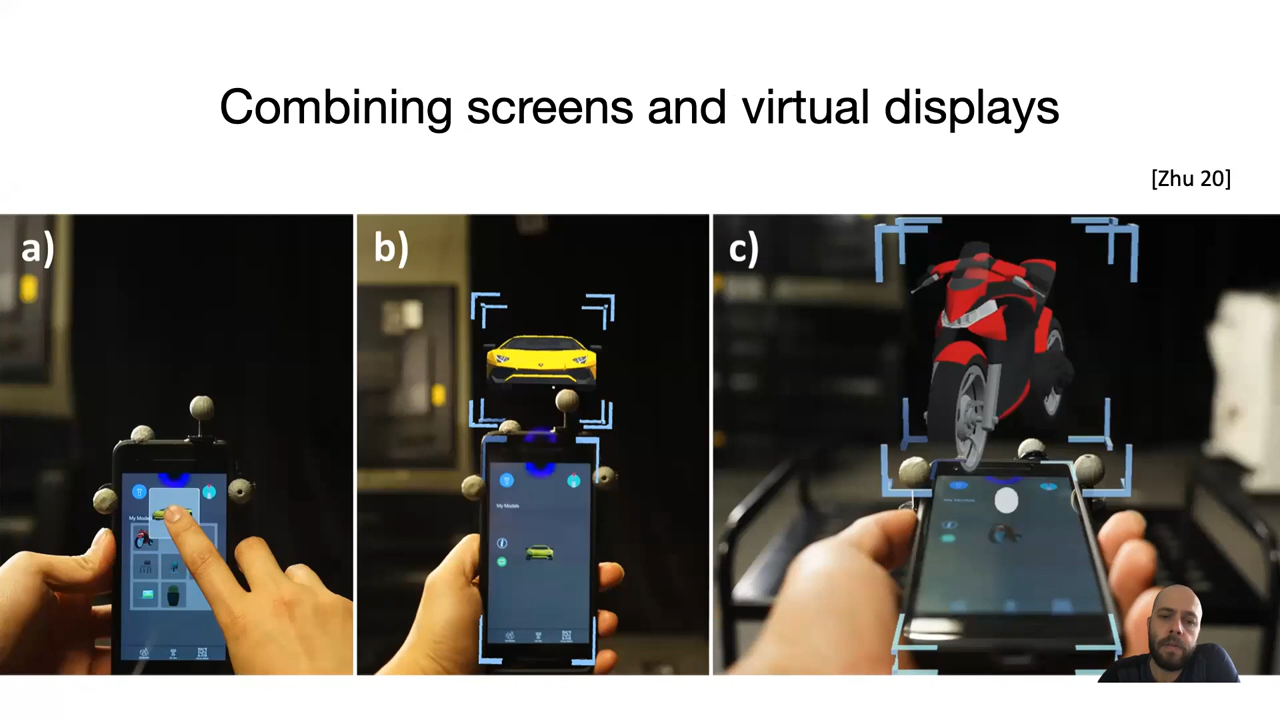 Combining screens and virtual displays
[Zhu 20]
a)
b)
c)
My Models